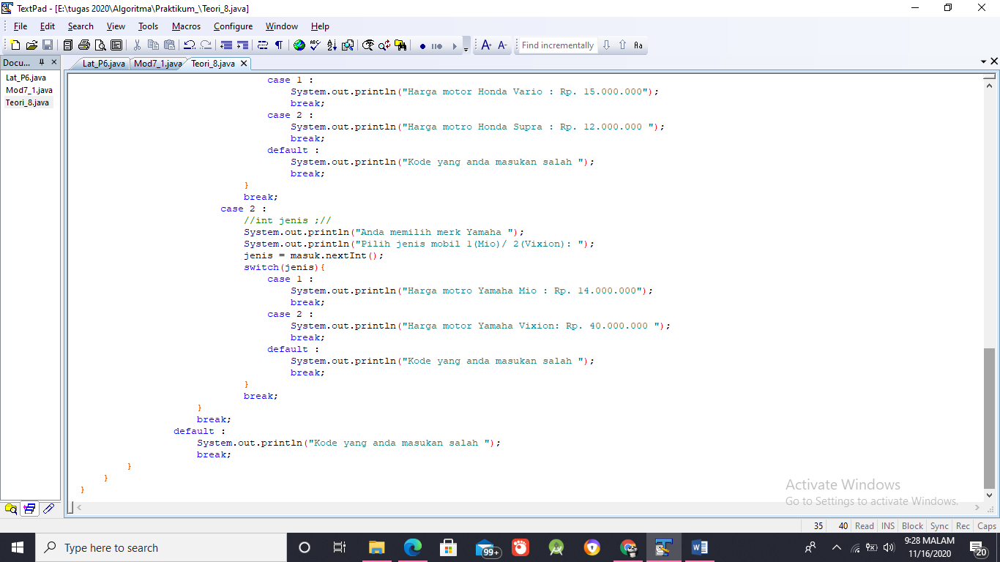 TextPad - [E:\tugas 2020\Algoritma\Praktikum_\Teori_8.java]
File Edit Search View Tools Macros Configure Window Help
Find incrementally
Docu...
Lat_P6.java Mod7_1.java Teori_8.java
Lat_P6.java
Mod7_1.java
Teori_8.java
case 1 :
System.out.println("Harga motor Honda Vario : Rp. 15.000.000");
break;
case 2 :
System.out.println("Harga motro Honda Supra : Rp. 12.000.000 ");
break;
default :
System.out.println("Kode yang anda masukan salah ");
break;
}
break;
case 2 :
//int jenis ;//
System.out.println("Anda memilih merk Yamaha ");
System.out.println("Pilih jenis mobil 1(Mio)/ 2(Vixion): ");
jenis = masuk.nextInt();
switch(jenis){
case 1 :
System.out.println("Harga motro Yamaha Mio : Rp. 14.000.000");
break;
case 2 :
System.out.println("Harga motor Yamaha Vixion: Rp. 40.000.000 ");
break;
default :
System.out.println("Kode yang anda masukan salah ");
break;
}
break;
}
break;
default :
System.out.println("Kode yang anda masukan salah ");
break;
}
}
}
Activate Windows
Go to Settings to activate Windows.
35 40 Read INS Block Sync Rec Caps
Type here to search
99+
9:28 MALAM
11/16/2020
20